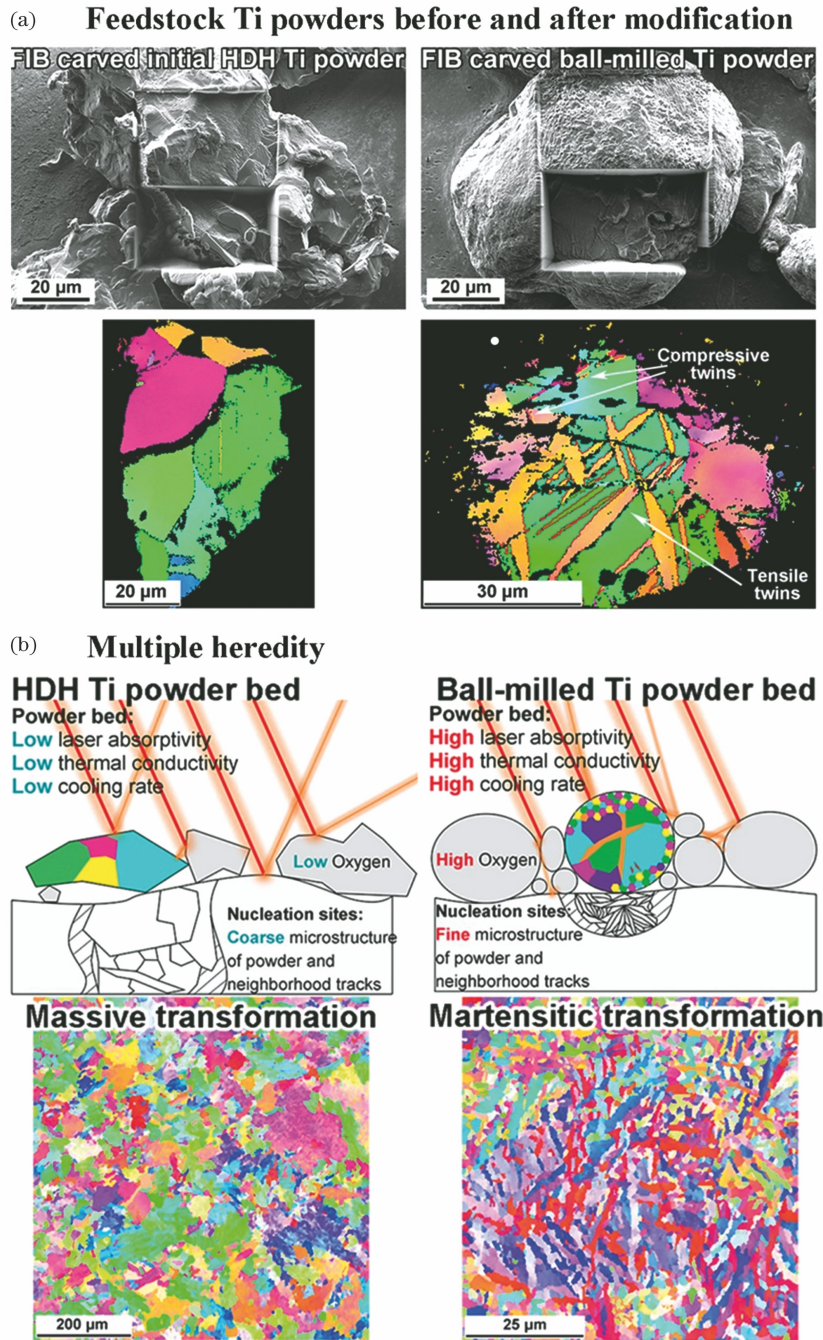 (a) Feedstock Ti powders before and after modification
FIB carved initial HDH Ti powder
FIB carved ball-milled Ti powder
20 µm
20 µm
Compressive
twins
Tensile
twins
20 µm
30 µm
(b) Multiple heredity
HDH Ti powder bed
Powder bed:
Low laser absorptivity
Low thermal conductivity
Low cooling rate
Low Oxygen
Nucleation sites:
Coarse microstructure
of powder and
neighborhood tracks
Ball-milled Ti powder bed
Powder bed:
High laser absorptivity
High thermal conductivity
High cooling rate
High Oxygen
Nucleation sites:
Fine microstructure
of powder and
neighborhood tracks
Massive transformation
Martensitic transformation
200 µm
25 µm